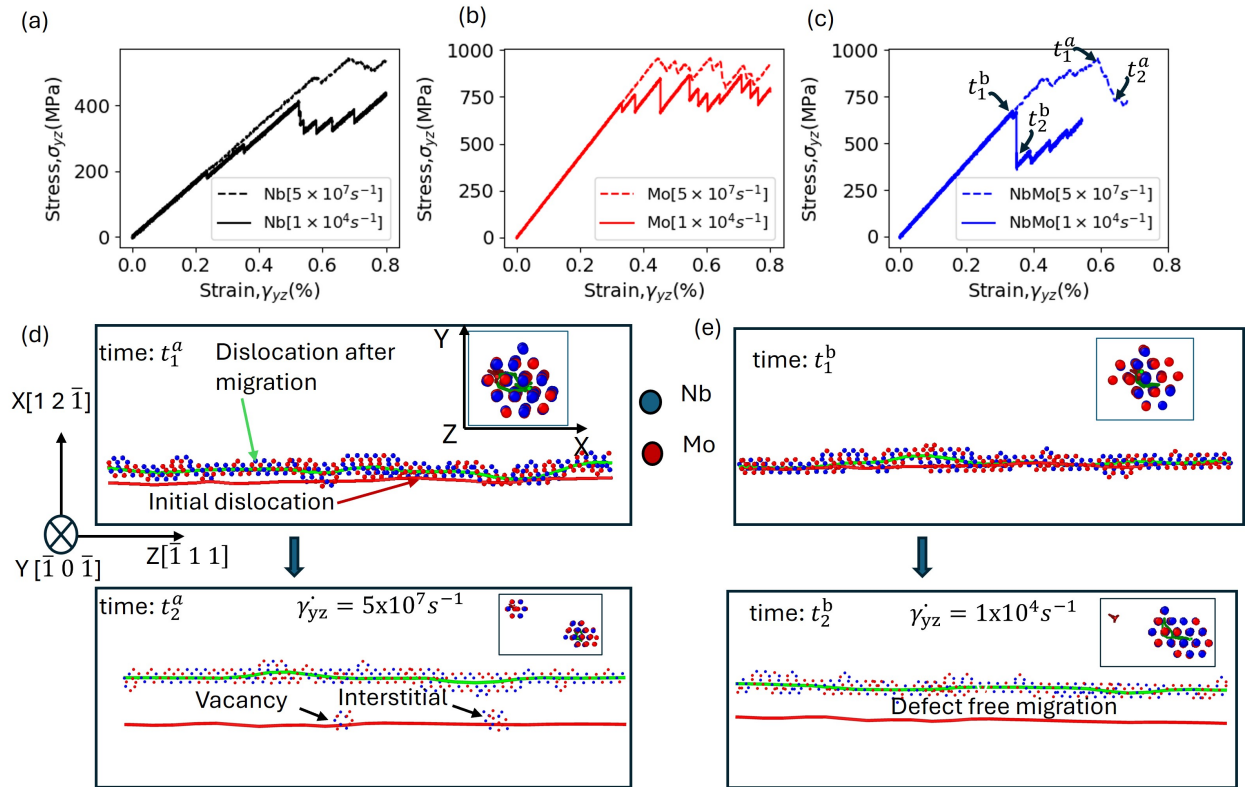 (a)
Stress,σyz(MPa)
400
200
0
Nb[5 × 10⁷s⁻¹]
Nb[1 × 10⁴s⁻¹]
0.0 0.2 0.4 0.6 0.8
Strain,γyz(%)
(b)
Stress,σyz(MPa)
1000
750
500
250
0
Mo[5 × 10⁷s⁻¹]
Mo[1 × 10⁴s⁻¹]
0.0 0.2 0.4 0.6 0.8
Strain,γyz(%)
(c)
Stress,σyz(MPa)
1000
750
500
250
0
t₁ᵃ
t₂ᵃ
t₁ᵇ
t₂ᵇ
NbMo[5 × 10⁷s⁻¹]
NbMo[1 × 10⁴s⁻¹]
0.0 0.2 0.4 0.6 0.8
Strain,γyz(%)
(d)
time: t₁ᵃ
Dislocation after
migration
Y
Z
X
Initial dislocation
X[1 2 1̅]
Y [1̅ 0 1̅]
Z[1̅ 1 1]
Nb
Mo
time: t₂ᵃ
γ̇yz = 5x10⁷s⁻¹
Vacancy
Interstitial
(e)
time: t₁ᵇ
time: t₂ᵇ
γ̇yz = 1x10⁴s⁻¹
Defect free migration